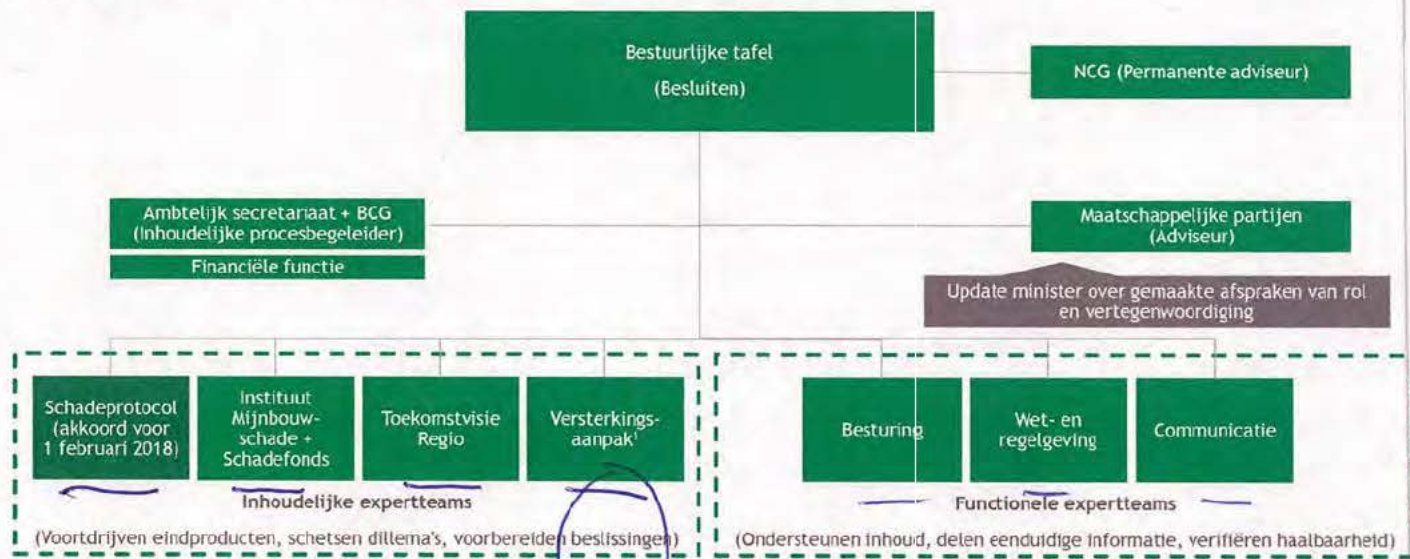 Bestuurlijke tafel
(Besluiten)
NCG (Permanente adviseur)
Ambtelijk secretariaat + BCG
(Inhoudelijke procesbegeleider)
Financiële functie
Maatschappelijke partijen
(Adviseur)
Update minister over gemaakte afspraken van rol
en vertegenwoordiging
Schadeprotocol
(akkoord voor
1 februari 2018)
Instituut
Mijnbouw-
schade +
Schadefonds
Toekomstvisie
Regio
Versterkings-
aanpak¹
Inhoudelijke expertteams
(Voortdrijven eindproducten, schetsen dillema's, voorbereiden beslissingen)
Besturing
Wet- en
regelgeving
Communicatie
Functionele expertteams
(Ondersteunen inhoud, delen eenduidige informatie, verifiëren haalbaarheid)